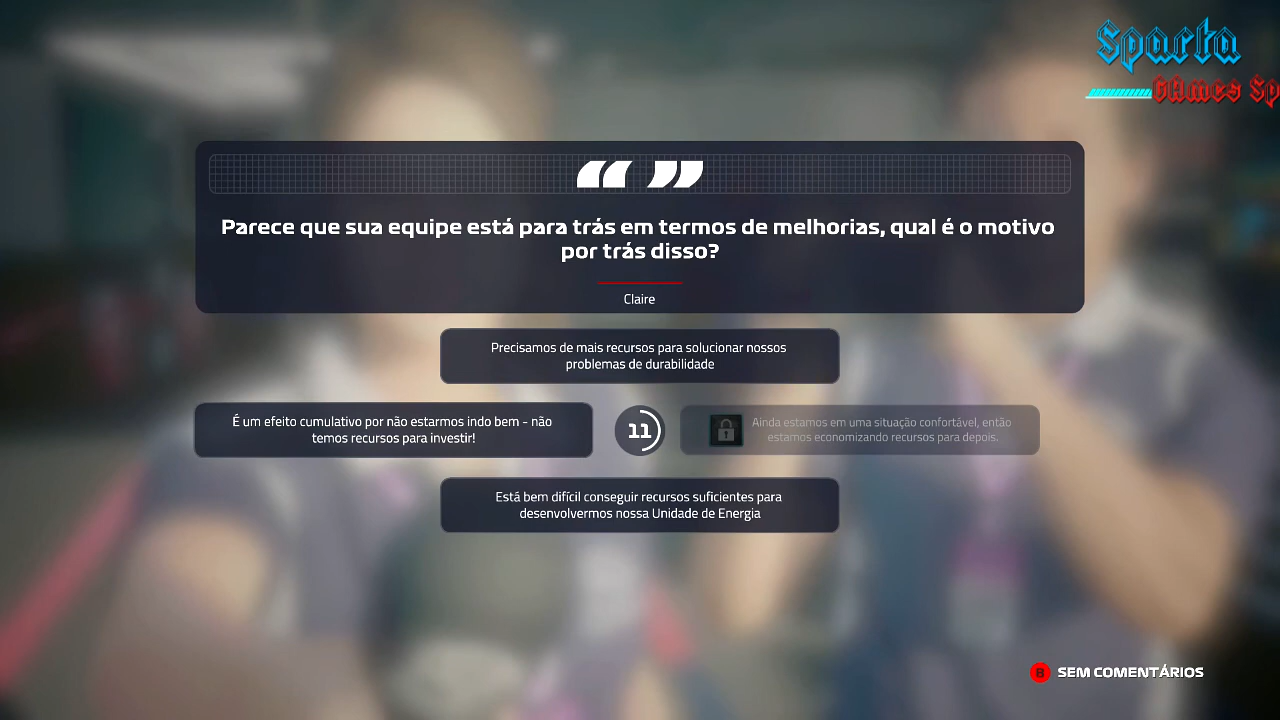 Sparta
GAmes Sp
Parece que sua equipe está para trás em termos de melhorias, qual é o motivo
por trás disso?
Claire
Precisamos de mais recursos para solucionar nossos
problemas de durabilidade
É um efeito cumulativo por não estarmos indo bem - não
temos recursos para investir!
11
Ainda estamos em uma situação confortável, então
estamos economizando recursos para depois.
Está bem difícil conseguir recursos suficientes para
desenvolvermos nossa Unidade de Energia
B SEM COMENTÁRIOS